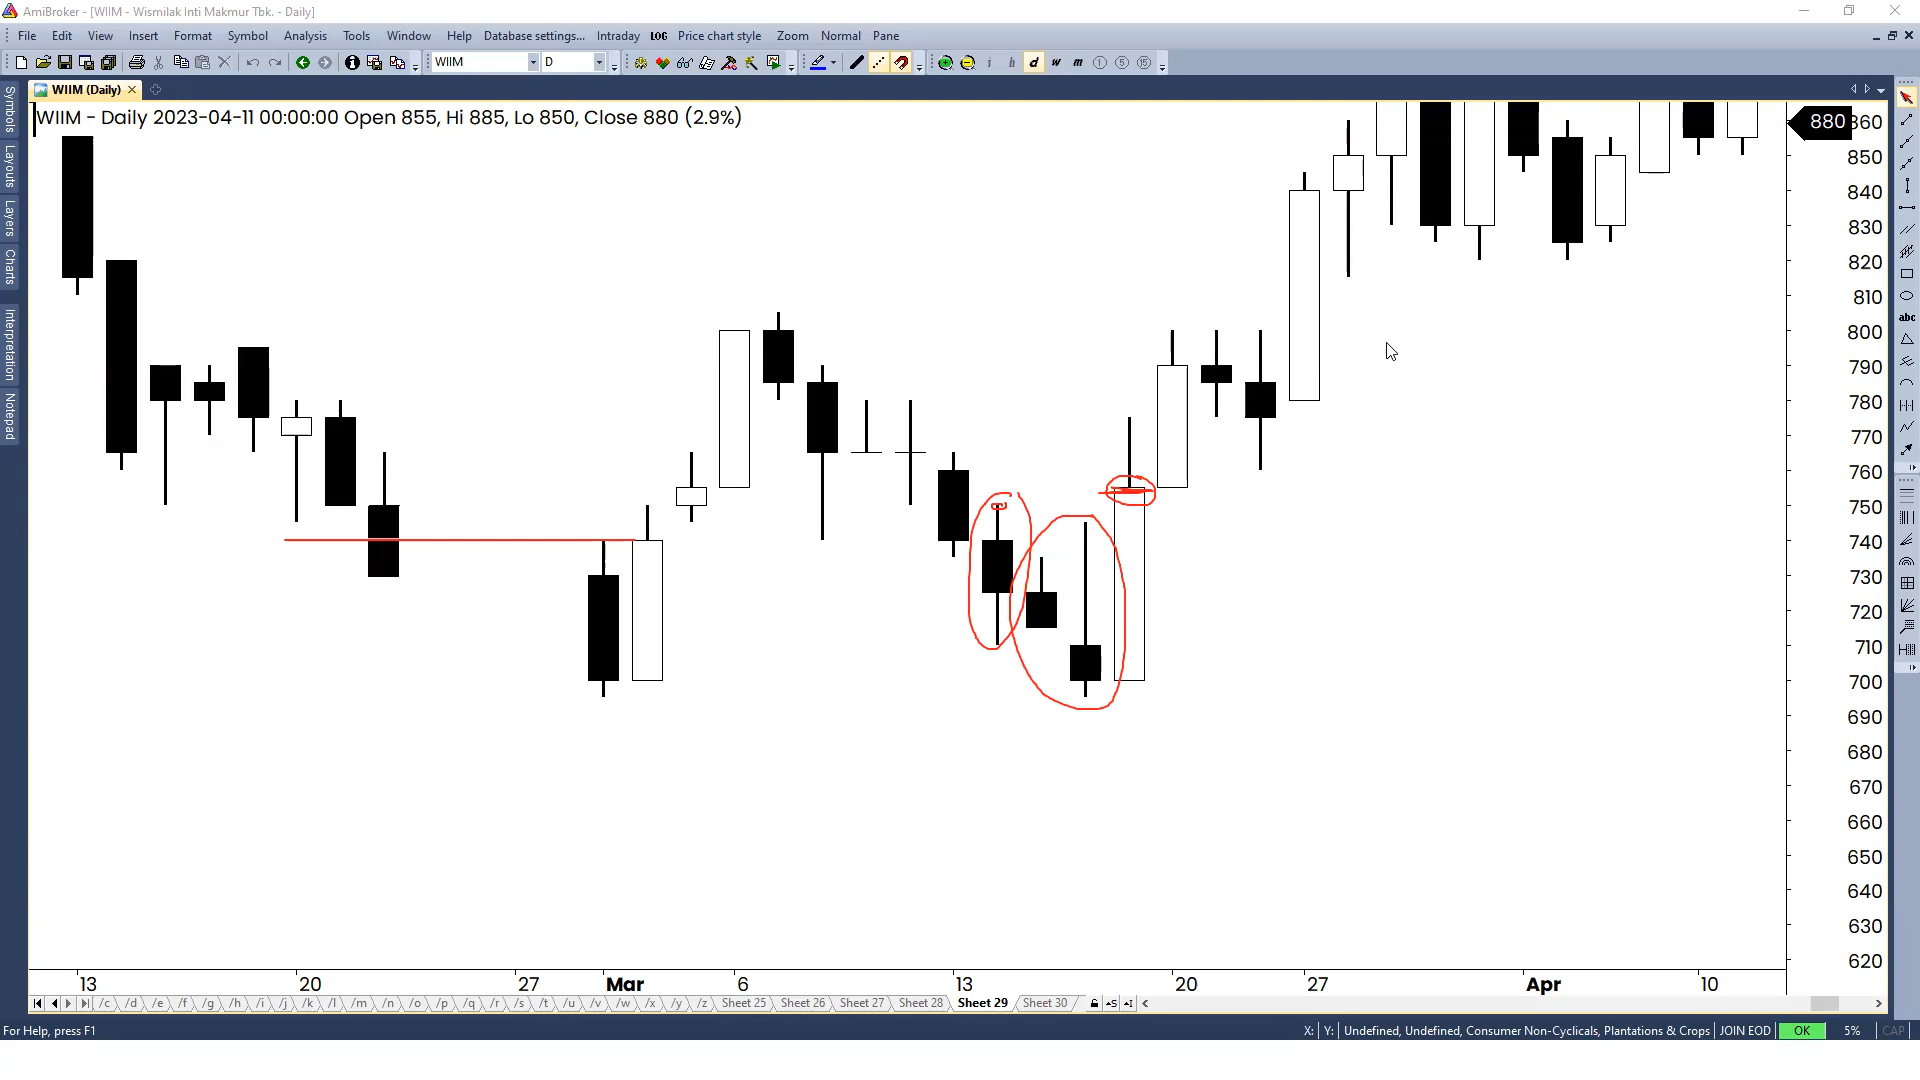 AmiBroker - [WIIM - Wismilak Inti Makmur Tbk. - Daily]
File Edit View Insert Format Symbol Analysis Tools Window Help Database settings... Intraday LOG Price chart style Zoom Normal Pane
WIIM D i h d w m 1 5 15
WIIM (Daily)
WIIM - Daily 2023-04-11 00:00:00 Open 855, Hi 885, Lo 850, Close 880 (2.9%)
Symbols
Layouts
Layers
Charts
Interpretation
Notepad
abc
880
860
850
840
830
820
810
800
790
780
770
760
750
740
730
720
710
700
690
680
670
660
650
640
630
620
13 20 27 Mar 6 13 20 27 Apr 10
/c /d /e /f /g /h /i /j /k /l /m /n /o /p /q /r /s /t /u /v /w /x /y /z Sheet 25 Sheet 26 Sheet 27 Sheet 28 Sheet 29 Sheet 30
For Help, press F1 X: Y: Undefined, Undefined, Consumer Non-Cyclicals, Plantations & Crops JOIN EOD OK 5% CAP